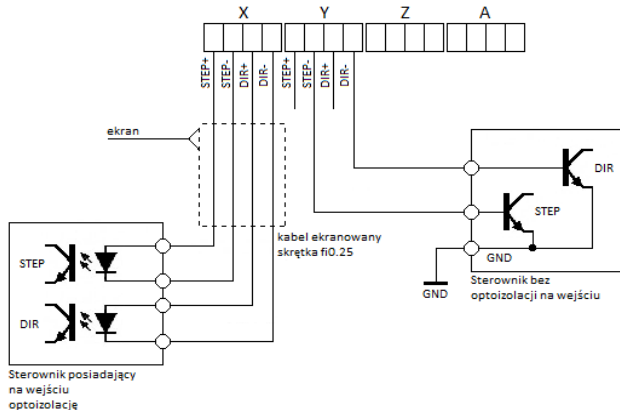 X Y Z A
STEP+ STEP- DIR+ DIR- STEP+ STEP- DIR+ DIR-
ekran
DIR
STEP
kabel ekranowany
skrętka fi0.25
GND
GND
Sterownik bez
optoizolacji na wejściu
STEP
DIR
Sterownik posiadający
na wejściu
optoizolację